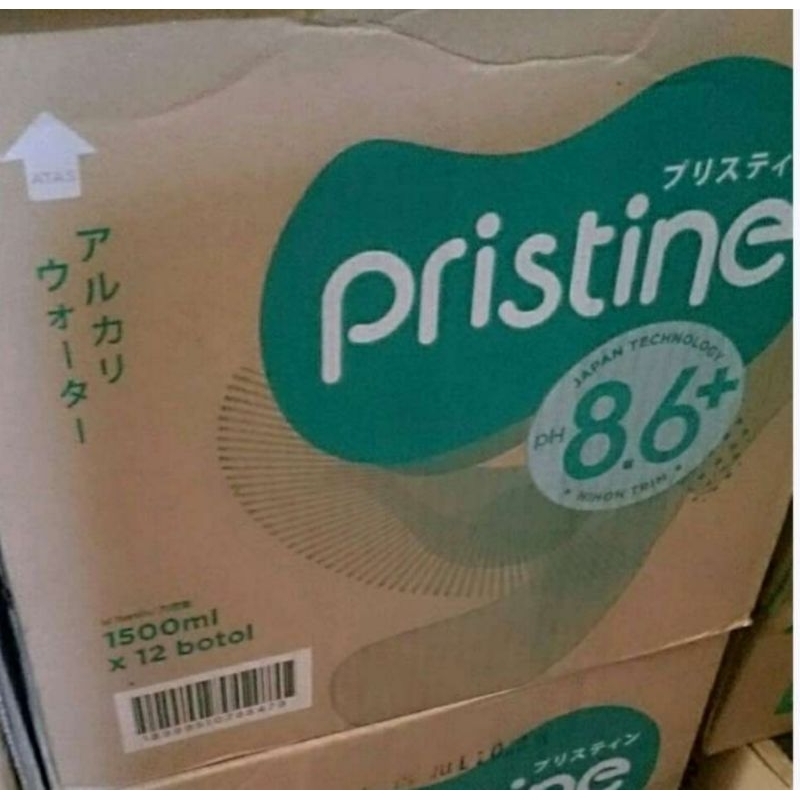 ATAS
アルカリ
ウォーター
プリスティ
pristine
JAPAN TECHNOLOGY
pH 8.6+
NIHON TRIM
1500ml
x 12 botol
プリスティン
ine